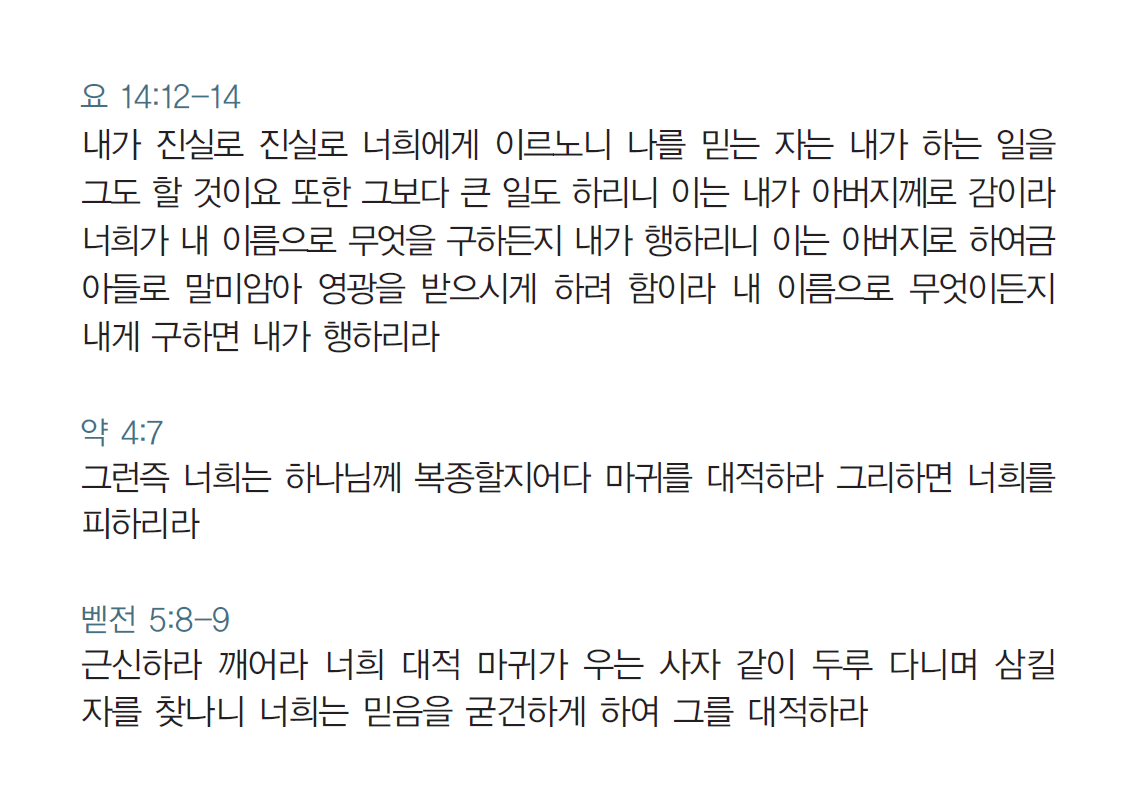 요 14:12-14
내가 진실로 진실로 너희에게 이르노니 나를 믿는 자는 내가 하는 일을
그도 할 것이요 또한 그보다 큰 일도 하리니 이는 내가 아버지께로 감이라
너희가 내 이름으로 무엇을 구하든지 내가 행하리니 이는 아버지로 하여금
아들로 말미암아 영광을 받으시게 하려 함이라 내 이름으로 무엇이든지
내게 구하면 내가 행하리라
약 4:7
그런즉 너희는 하나님께 복종할지어다 마귀를 대적하라 그리하면 너희를
피하리라
벧전 5:8-9
근신하라 깨어라 너희 대적 마귀가 우는 사자 같이 두루 다니며 삼킬
자를 찾나니 너희는 믿음을 굳건하게 하여 그를 대적하라